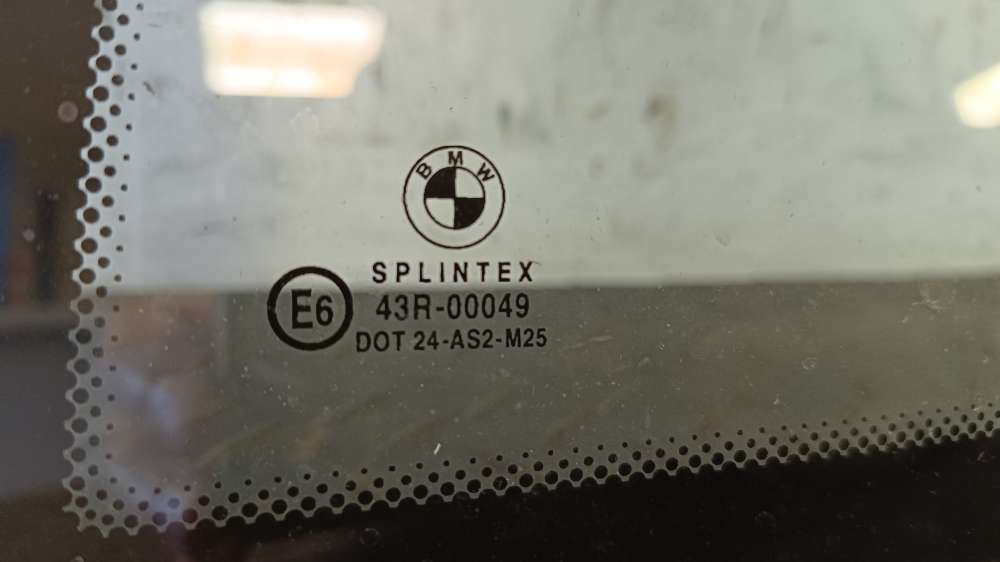 BMW
SPLINTEX
E6 43R-00049
DOT 24-AS2-M25